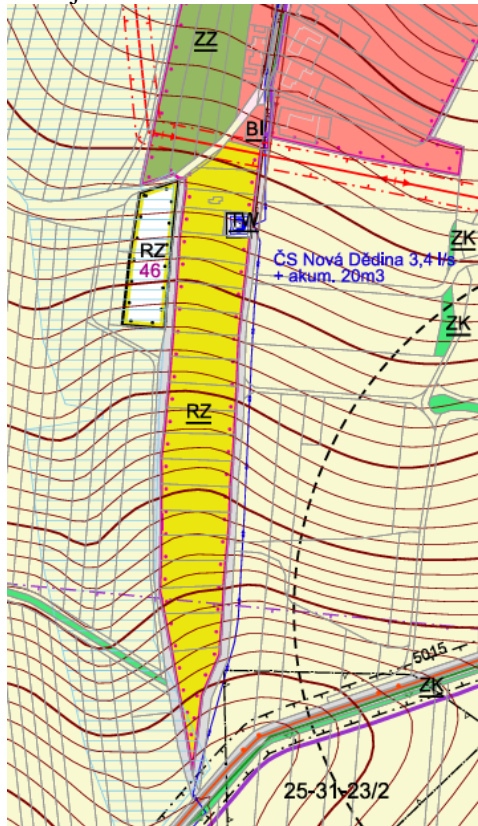 ZZ
BI
TW
ČS Nová Dědina 3,4 l/s
+ akum. 20m3
ZK
RZ
46
ZK
RZ
5015
ZK
25-31-23/2